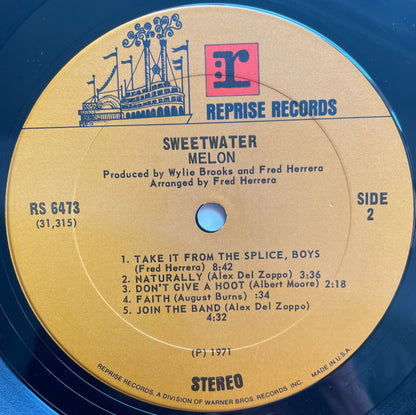 r
REPRISE RECORDS
SWEETWATER
MELON
Produced by Wylie Brooks and Fred Herrera
Arranged by Fred Herrera
RS 6473
(31,315)
SIDE
2
1. TAKE IT FROM THE SPLICE, BOYS
(Fred Herrera) 8:42
2. NATURALLY (Alex Del Zoppo) 3:36
3. DON'T GIVE A HOOT (Albert Moore) 2:18
4. FAITH (August Burns) :34
5. JOIN THE BAND (Alex Del Zoppo)
4:32
(P) 1971
STEREO
REPRISE RECORDS, A DIVISION OF WARNER BROS. RECORDS INC. MADE IN U.S.A.